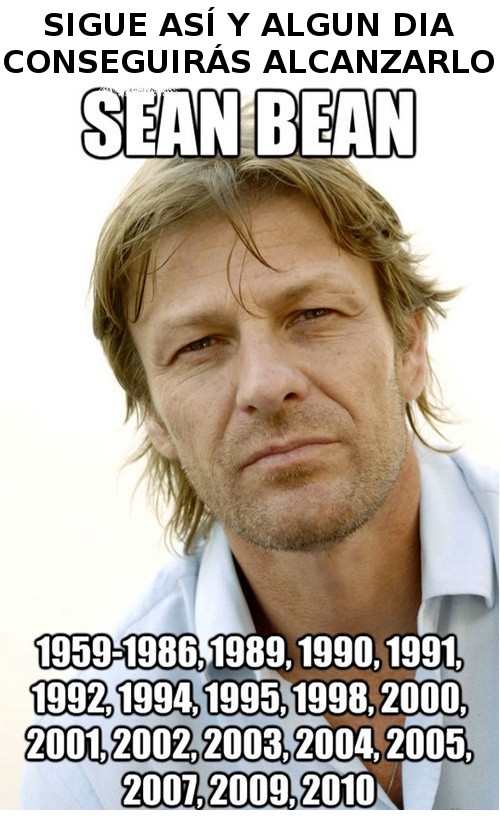 SIGUE ASÍ Y ALGUN DIA
CONSEGUIRÁS ALCANZARLO
SEAN BEAN
1959-1986, 1989, 1990, 1991,
1992, 1994, 1995, 1998, 2000,
2001, 2002, 2003, 2004, 2005,
2007, 2009, 2010